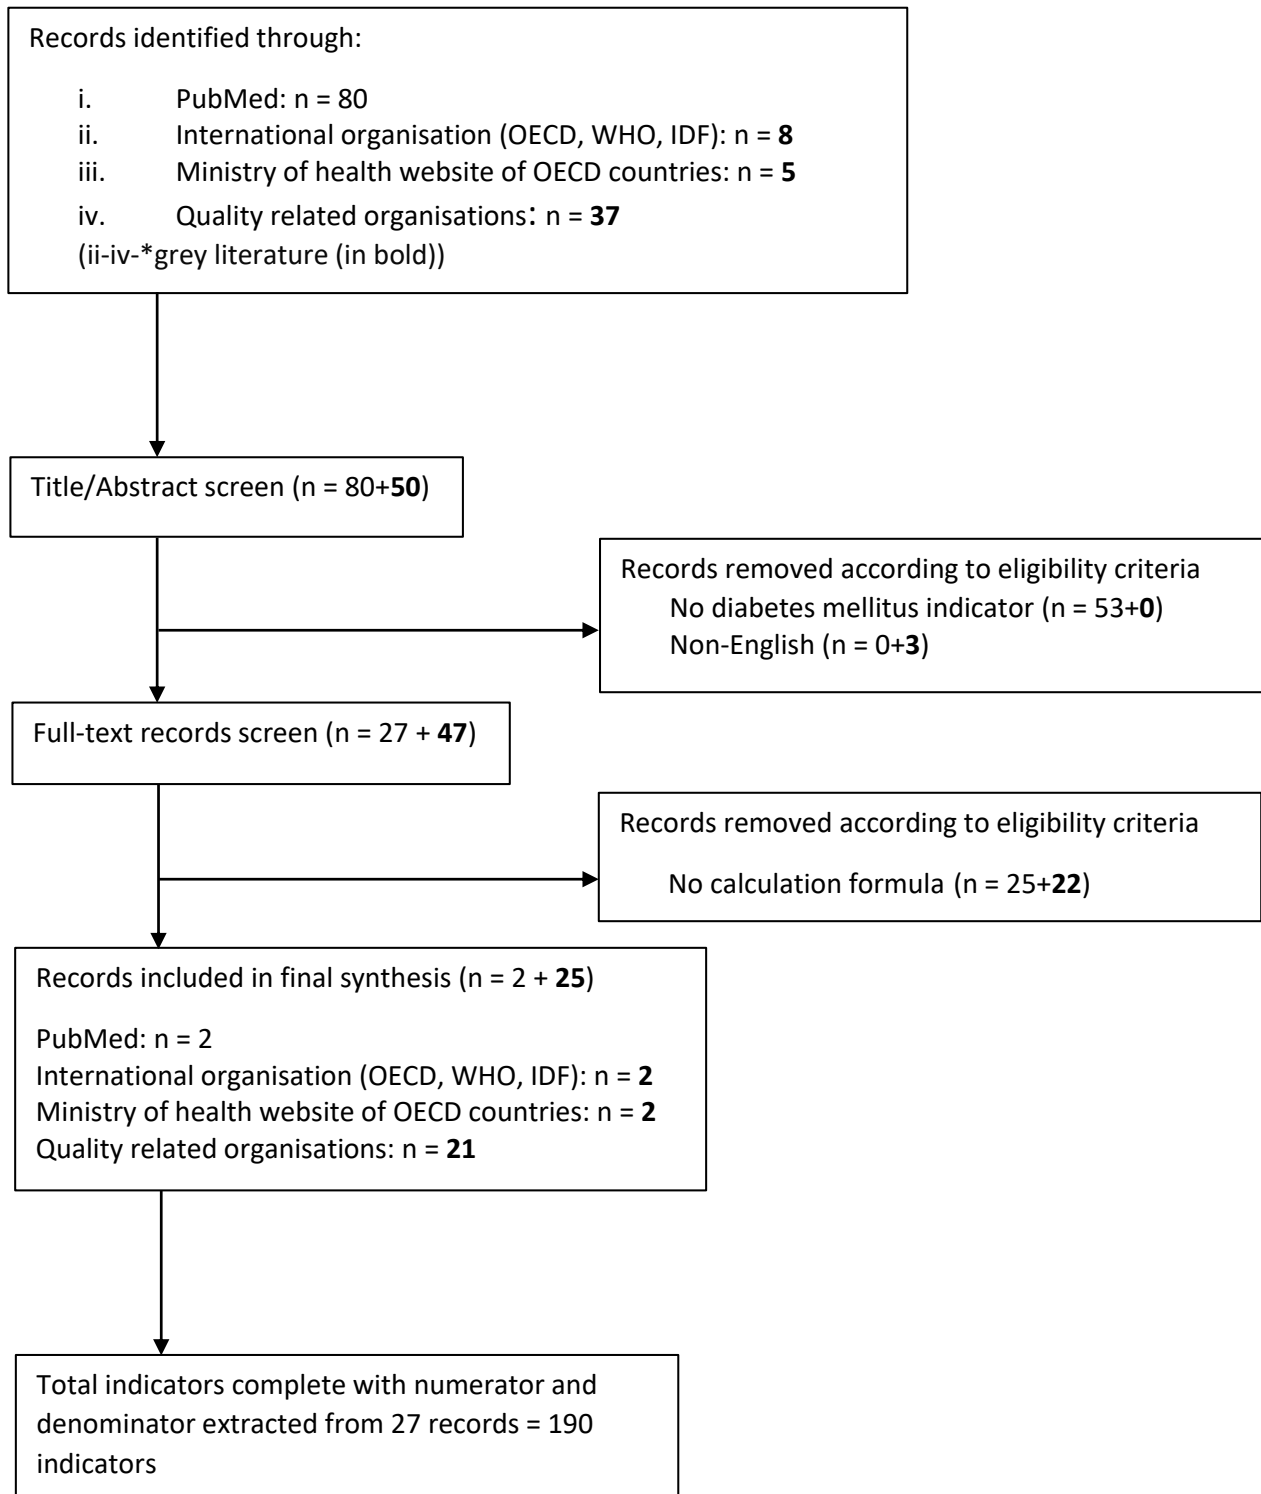 Records identified through:
i. PubMed: n = 80
ii. International organisation (OECD, WHO, IDF): n = 8
iii. Ministry of health website of OECD countries: n = 5
iv. Quality related organisations: n = 37
(ii-iv-*grey literature (in bold))
Title/Abstract screen (n = 80+50)
Records removed according to eligibility criteria
No diabetes mellitus indicator (n = 53+0)
Non-English (n = 0+3)
Full-text records screen (n = 27 + 47)
Records removed according to eligibility criteria
No calculation formula (n = 25+22)
Records included in final synthesis (n = 2 + 25)
PubMed: n = 2
International organisation (OECD, WHO, IDF): n = 2
Ministry of health website of OECD countries: n = 2
Quality related organisations: n = 21
Total indicators complete with numerator and
denominator extracted from 27 records = 190
indicators